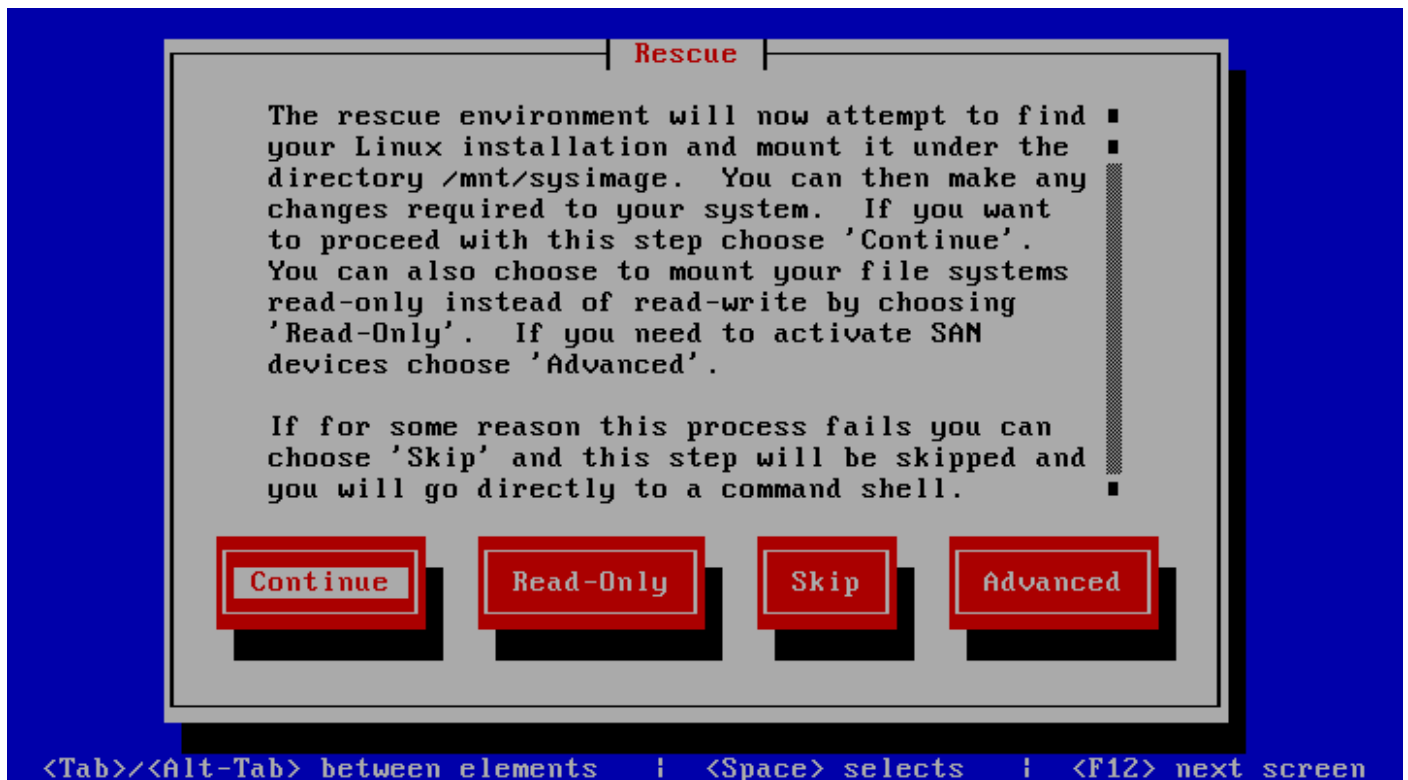 Rescue
The rescue environment will now attempt to find
your Linux installation and mount it under the
directory /mnt/sysimage.  You can then make any
changes required to your system.  If you want
to proceed with this step choose 'Continue'.
You can also choose to mount your file systems
read-only instead of read-write by choosing
'Read-Only'.  If you need to activate SAN
devices choose 'Advanced'.
If for some reason this process fails you can
choose 'Skip' and this step will be skipped and
you will go directly to a command shell.
Continue Read-Only Skip Advanced
<Tab>/<Alt-Tab> between elements | <Space> selects | <F12> next screen